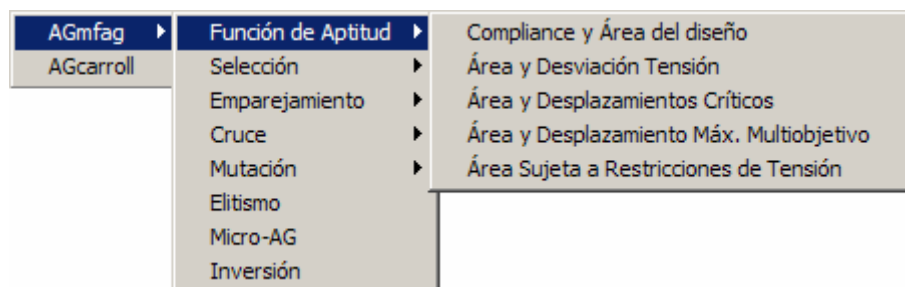 AGmfag
AGcarroll
Función de Aptitud
Selección
Emparejamiento
Cruce
Mutación
Elitismo
Micro-AG
Inversión
Compliance y Área del diseño
Área y Desviación Tensión
Área y Desplazamientos Críticos
Área y Desplazamiento Máx. Multiobjetivo
Área Sujeta a Restricciones de Tensión